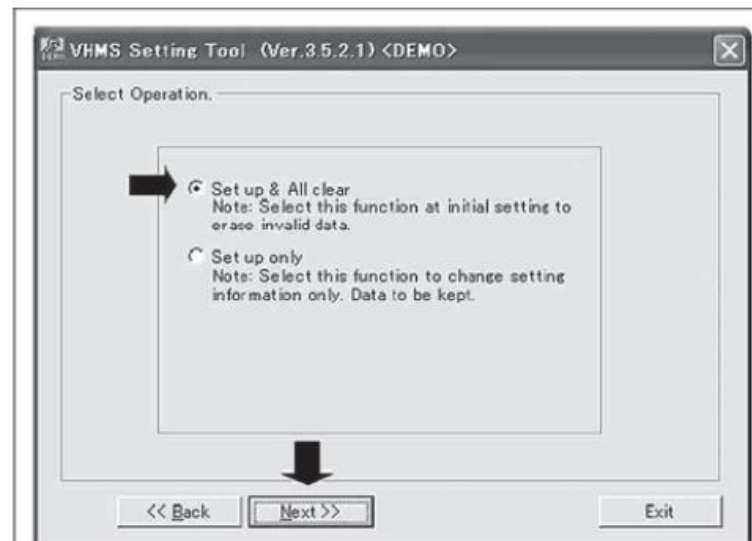 VHMS Setting Tool (Ver.3.5.2.1) <DEMO>
Select Operation.
Set up & All clear
Note: Select this function at initial setting to
erase invalid data.
Set up only
Note: Select this function to change setting
information only. Data to be kept.
<< Back Next >> Exit